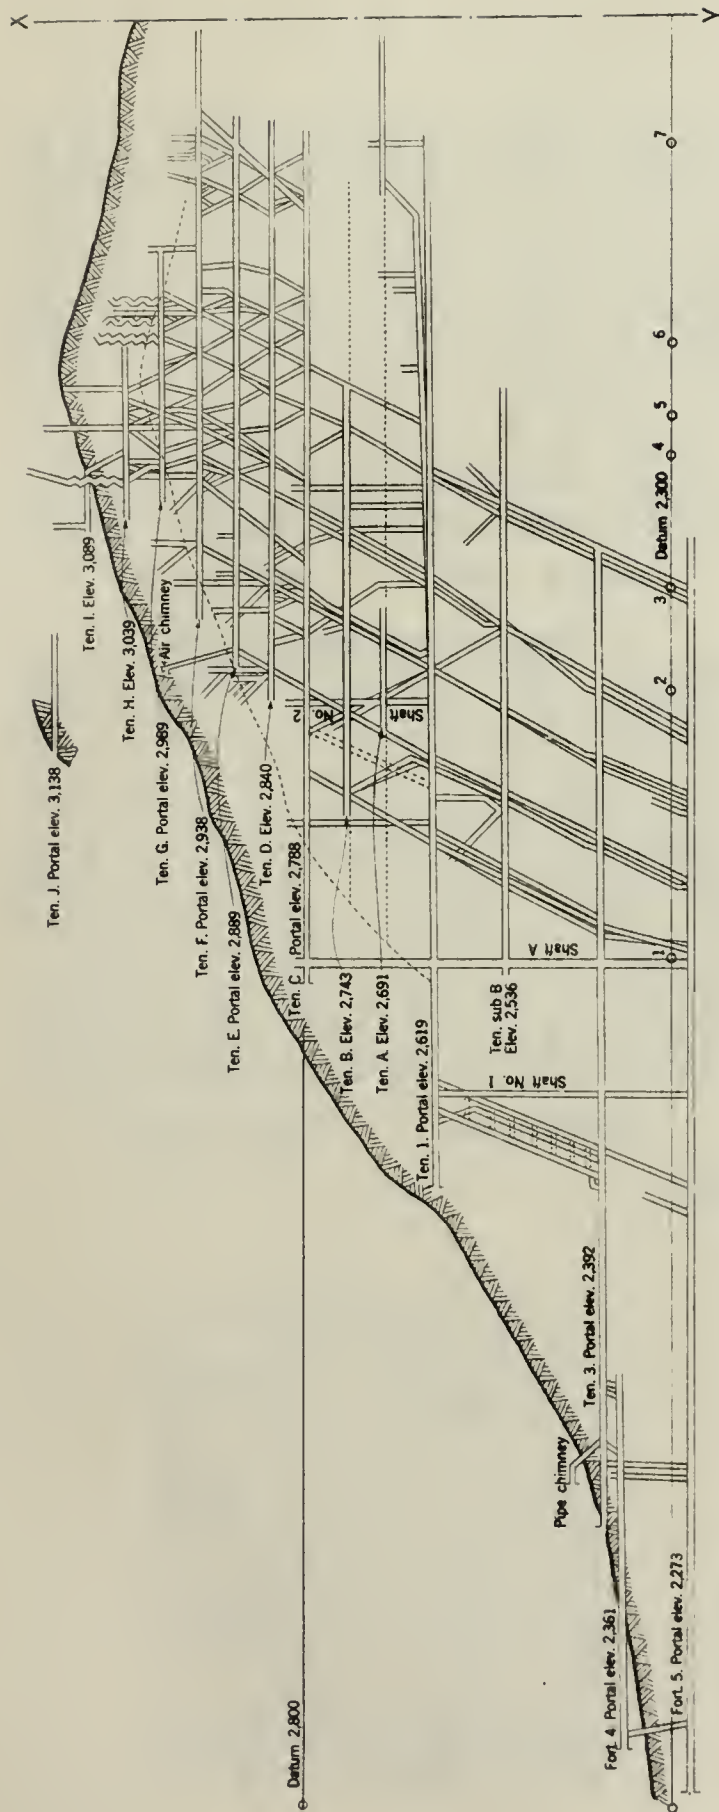 X
Y
Ten. J. Portal elev. 3,138
Ten. I. Elev. 3,089
Ten. H. Elev. 3,039
Ten. G. Portal elev. 2,989
Air chimney
Ten. F. Portal elev. 2,938
Ten. E. Portal elev. 2,889
Ten. D. Elev. 2,840
Ten. C. Portal elev. 2,788
Ten. B. Elev. 2,743
Ten. A. Elev. 2,691
Shaft
No. 2
Ten. 1. Portal elev. 2,619
Ten. sub B
Elev. 2,536
Shaft A
Shaft No. 1
Ten. 3. Portal elev. 2,392
Pipe chimney
Fort. 4. Portal elev. 2,361
Fort. 5. Portal elev. 2,273
Datum 2,800
Datum 2,300
1
2
3
4
5
6
7